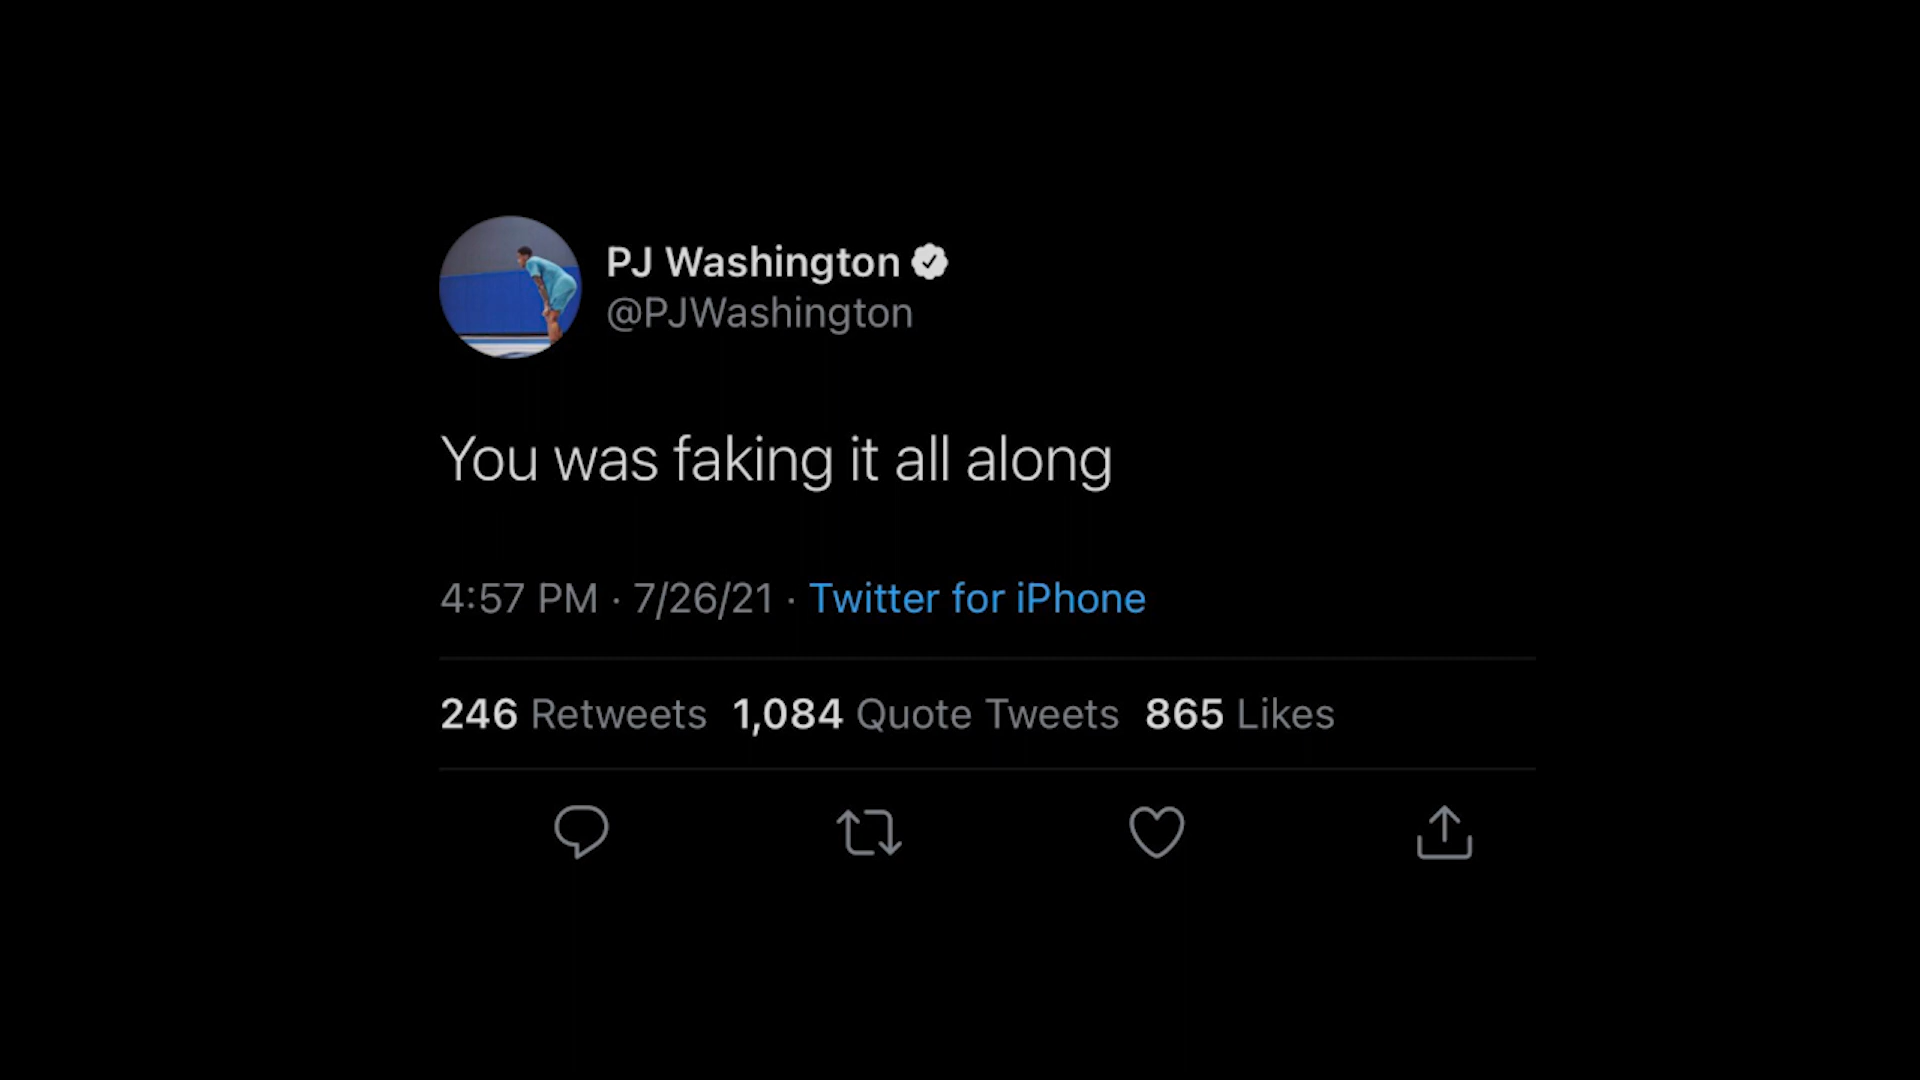 PJ Washington
@PJWashington
You was faking it all along
4:57 PM · 7/26/21 · Twitter for iPhone
246 Retweets 1,084 Quote Tweets 865 Likes